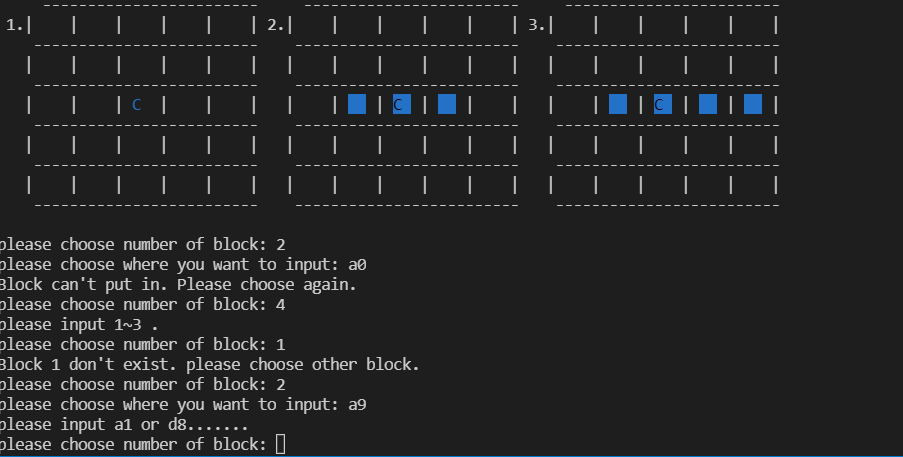 1. 2. 3.
C C C
please choose number of block: 2
please choose where you want to input: a0
Block can't put in. Please choose again.
please choose number of block: 4
please input 1~3 .
please choose number of block: 1
Block 1 don't exist. please choose other block.
please choose number of block: 2
please choose where you want to input: a9
please input a1 or d8.......
please choose number of block: